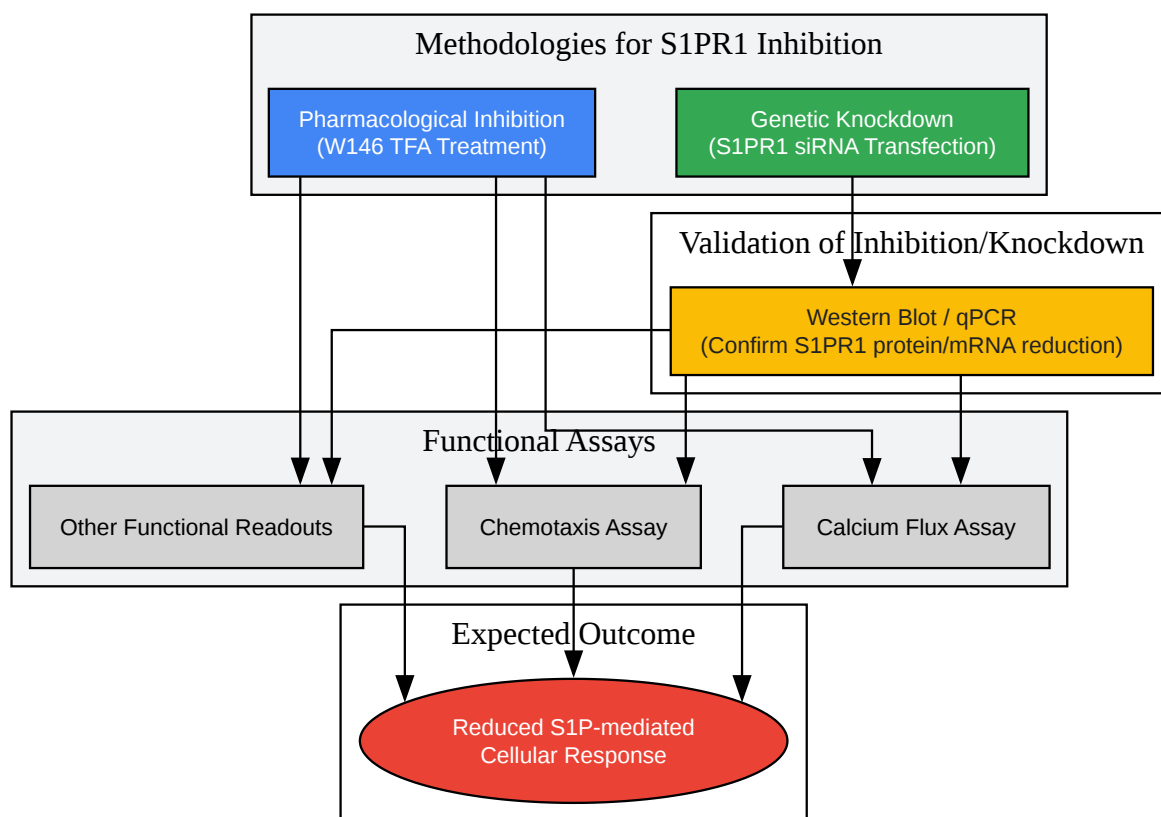 Methodologies for S1PR1 Inhibition
Pharmacological Inhibition
(W146 TFA Treatment)
Genetic Knockdown
(S1PR1 siRNA Transfection)
Validation of Inhibition/Knockdown
Western Blot / qPCR
(Confirm S1PR1 protein/mRNA reduction)
Functional Assays
Other Functional Readouts
Chemotaxis Assay
Calcium Flux Assay
Expected Outcome
Reduced S1P-mediated
Cellular Response